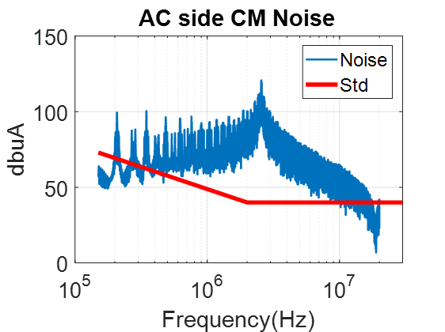 AC side CM Noise
150
100
50
0
dbuA
Noise
Std
10^5
10^6
10^7
Frequency(Hz)